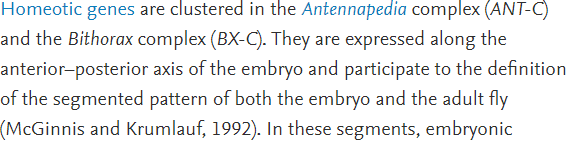 Homeotic genes are clustered in the Antennapedia complex (ANT-C)
and the Bithorax complex (BX-C). They are expressed along the
anterior–posterior axis of the embryo and participate to the definition
of the segmented pattern of both the embryo and the adult fly
(McGinnis and Krumlauf, 1992). In these segments, embryonic